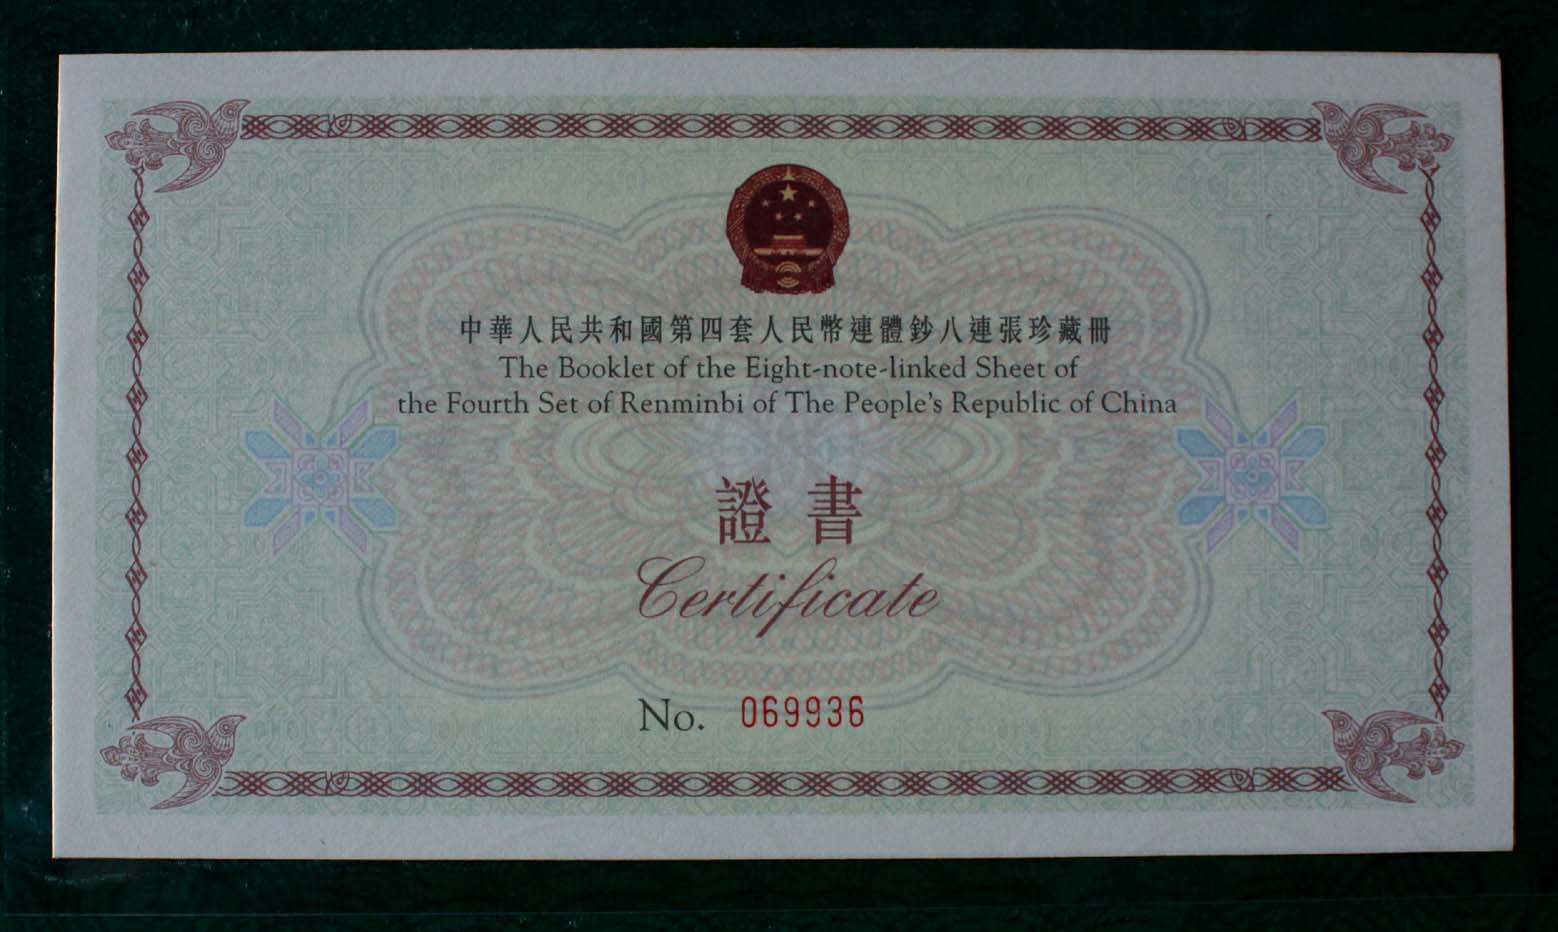 中華人民共和國第四套人民幣連體鈔八連張珍藏冊
The Booklet of the Eight-note-linked Sheet of
the Fourth Set of Renminbi of The People's Republic of China
證書
Certificate
No. 069936